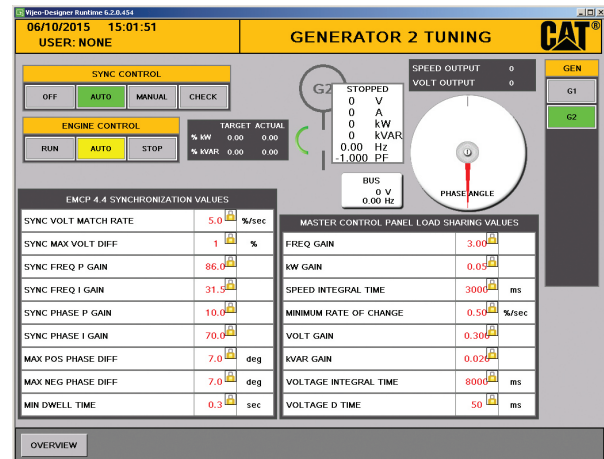 Vijeo-Designer Runtime 6.2.0.454
06/10/2015 15:01:51
USER: NONE
GENERATOR 2 TUNING
CAT®
SYNC CONTROL
OFF AUTO MANUAL CHECK
ENGINE CONTROL
RUN AUTO STOP
TARGET ACTUAL
% kW 0.00 0.00
% kVAR 0.00 0.00
G2
STOPPED
0 V
0 A
0 kW
0 kVAR
0.00 Hz
-1.000 PF
BUS
0 V
0.00 Hz
SPEED OUTPUT 0
VOLT OUTPUT 0
PHASE ANGLE
GEN
G1
G2
EMCP 4.4 SYNCHRONIZATION VALUES
SYNC VOLT MATCH RATE 5.0 %/sec
SYNC MAX VOLT DIFF 1 %
SYNC FREQ P GAIN 86.0
SYNC FREQ I GAIN 31.5
SYNC PHASE P GAIN 10.0
SYNC PHASE I GAIN 70.0
MAX POS PHASE DIFF 7.0 deg
MAX NEG PHASE DIFF 7.0 deg
MIN DWELL TIME 0.3 sec
MASTER CONTROL PANEL LOAD SHARING VALUES
FREQ GAIN 3.00
kW GAIN 0.05
SPEED INTEGRAL TIME 3000 ms
MINIMUM RATE OF CHANGE 0.50 %/sec
VOLT GAIN 0.300
kVAR GAIN 0.020
VOLTAGE INTEGRAL TIME 8000 ms
VOLTAGE D TIME 50 ms
OVERVIEW